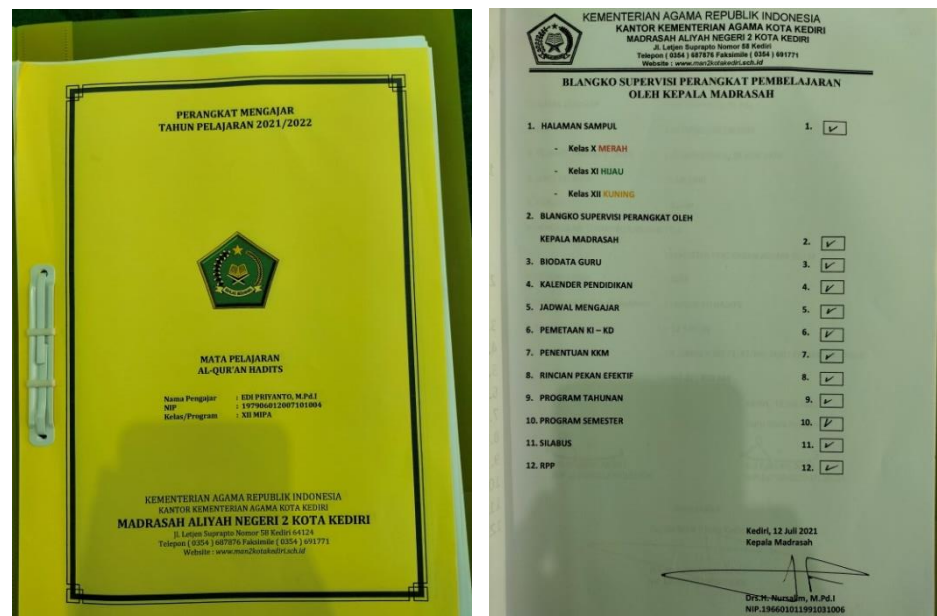 PERANGKAT MENGAJAR
TAHUN PELAJARAN 2021/2022
MATA PELAJARAN
AL-QUR'AN HADITS
Nama Pengajar : EDI PRIYANTO, M.Pd.I
NIP : 197906012007101004
Kelas/Program : XII MIPA
KEMENTERIAN AGAMA REPUBLIK INDONESIA
KANTOR KEMENTERIAN AGAMA KOTA KEDIRI
MADRASAH ALIYAH NEGERI 2 KOTA KEDIRI
Jl. Letjen Suprapto Nomor 58 Kediri 64124
Telepon ( 0354 ) 687876 Faksimile ( 0354 ) 691771
Website : www.man2kotakediri.sch.id
KEMENTERIAN AGAMA REPUBLIK INDONESIA
KANTOR KEMENTERIAN AGAMA KOTA KEDIRI
MADRASAH ALIYAH NEGERI 2 KOTA KEDIRI
Jl. Letjen Suprapto Nomor 58 Kediri
Telepon ( 0354 ) 687876 Faksimile ( 0354 ) 691771
Website : www.man2kotakediri.sch.id
BLANGKO SUPERVISI PERANGKAT PEMBELAJARAN
OLEH KEPALA MADRASAH
1. HALAMAN SAMPUL 1.
- Kelas X MERAH
- Kelas XI HIJAU
- Kelas XII KUNING
2. BLANGKO SUPERVISI PERANGKAT OLEH
KEPALA MADRASAH 2.
3. BIODATA GURU 3.
4. KALENDER PENDIDIKAN 4.
5. JADWAL MENGAJAR 5.
6. PEMETAAN KI – KD 6.
7. PENENTUAN KKM 7.
8. RINCIAN PEKAN EFEKTIF 8.
9. PROGRAM TAHUNAN 9.
10. PROGRAM SEMESTER 10.
11. SILABUS 11.
12. RPP 12.
Kediri, 12 Juli 2021
Kepala Madrasah
Drs.H. Nursalim, M.Pd.I
NIP.196601011991031006